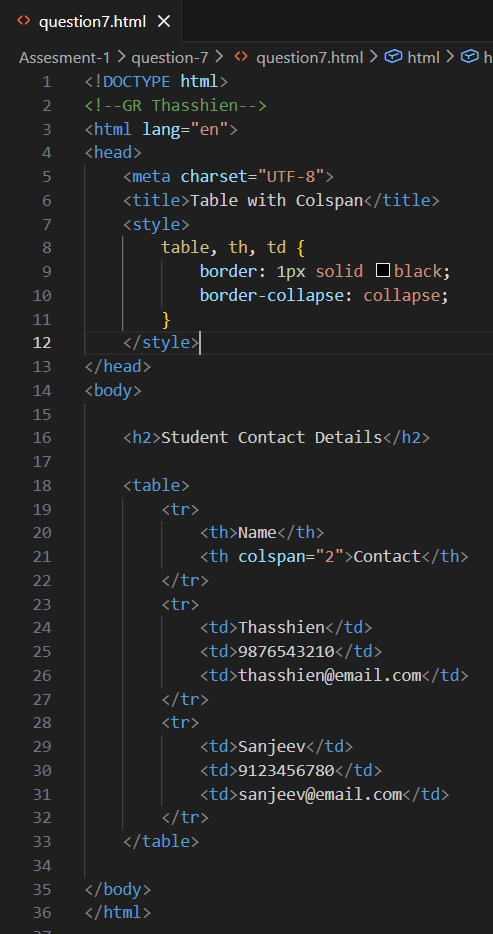 question7.html
Assesment-1 > question-7 > question7.html > html > h
1 <!DOCTYPE html>
2 <!--GR Thasshien-->
3 <html lang="en">
4 <head>
5     <meta charset="UTF-8">
6     <title>Table with Colspan</title>
7     <style>
8         table, th, td {
9             border: 1px solid black;
10             border-collapse: collapse;
11         }
12     </style>
13 </head>
14 <body>
15
16     <h2>Student Contact Details</h2>
17
18     <table>
19         <tr>
20             <th>Name</th>
21             <th colspan="2">Contact</th>
22         </tr>
23         <tr>
24             <td>Thasshien</td>
25             <td>9876543210</td>
26             <td>thasshien@email.com</td>
27         </tr>
28         <tr>
29             <td>Sanjeev</td>
30             <td>9123456780</td>
31             <td>sanjeev@email.com</td>
32         </tr>
33     </table>
34
35 </body>
36 </html>
37